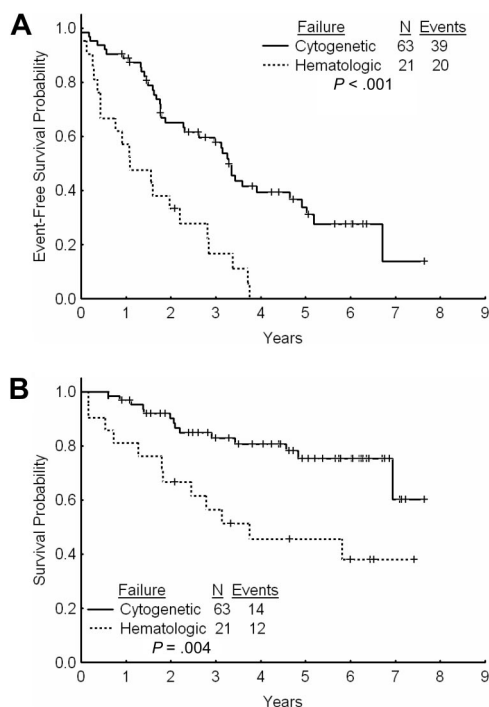 A
Failure N Events
Cytogenetic 63 39
Hematologic 21 20
P < .001
Event-Free Survival Probability
1.0
0.8
0.6
0.4
0.2
0.0
0 1 2 3 4 5 6 7 8 9
Years
B
Survival Probability
1.0
0.8
0.6
0.4
0.2
0.0
Failure N Events
Cytogenetic 63 14
Hematologic 21 12
P = .004
0 1 2 3 4 5 6 7 8 9
Years